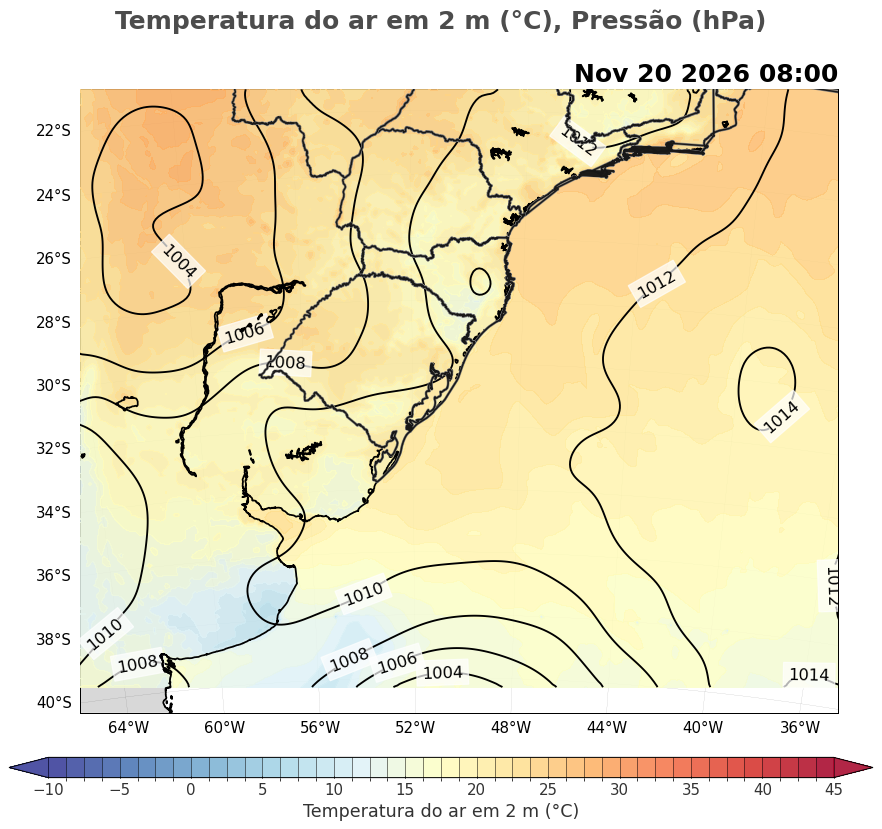 Temperatura do ar em 2 m (°C), Pressão (hPa)
Nov 20 2026 08:00
22°S
24°S
26°S
28°S
30°S
32°S
34°S
36°S
38°S
40°S
1012
1004
1012
1006
1008
1014
1012
1010
1010
1008
1008
1006
1004
1014
64°W 60°W 56°W 52°W 48°W 44°W 40°W 36°W
−10 −5 0 5 10 15 20 25 30 35 40 45
Temperatura do ar em 2 m (°C)